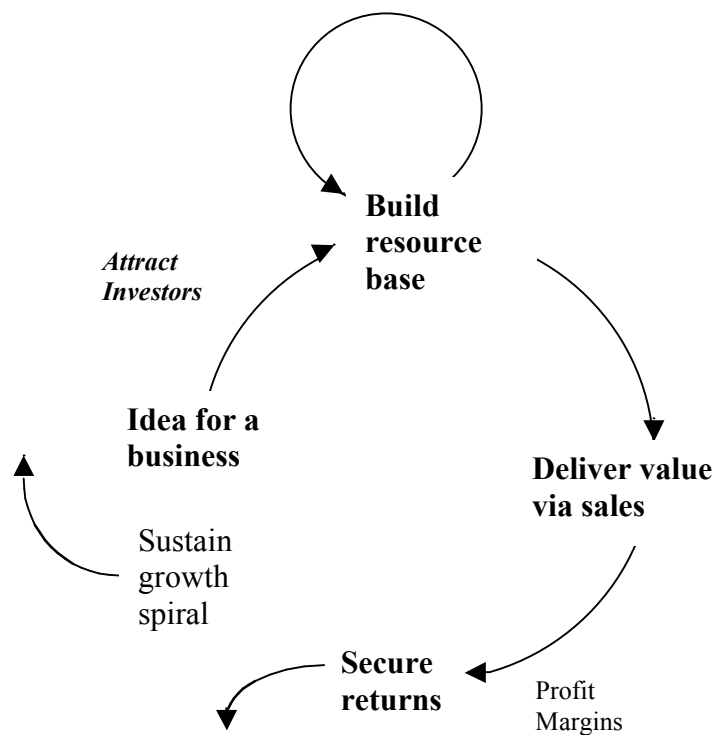 Build
resource
base
Attract
Investors
Idea for a
business
Deliver value
via sales
Sustain
growth
spiral
Secure
returns
Profit
Margins